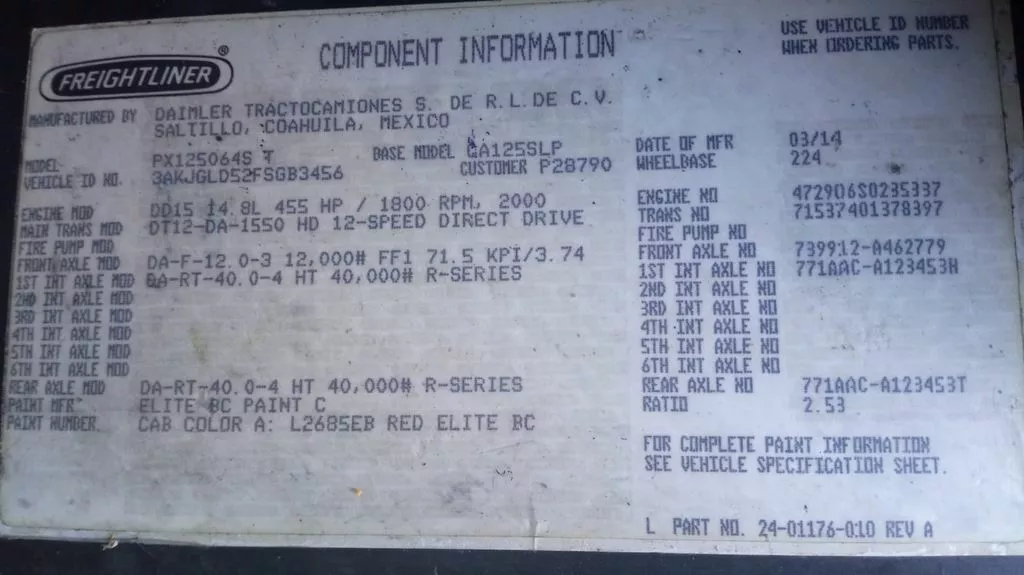 COMPONENT INFORMATION
USE VEHICLE ID NUMBER
WHEN ORDERING PARTS.
FREIGHTLINER®
MANUFACTURED BY DAIMLER TRACTOCAMIONES S. DE R.L.DE C.V.
SALTILLO, COAHUILA, MEXICO
MODEL PX125064S T BASE MODEL CA125SLP
VEHICLE ID NO. 3AKJGLD52FSGB3456 CUSTOMER P28790
DATE OF MFR 03/14
WHEELBASE 224
ENGINE MOD DD15 14.8L 455 HP / 1800 RPM, 2000
MAIN TRANS MOD DT12-DA-1550 HD 12-SPEED DIRECT DRIVE
FIRE PUMP MOD
FRONT AXLE MOD DA-F-12.0-3 12,000# FF1 71.5 KPI/3.74
1ST INT AXLE MOD DA-RT-40.0-4 HT 40,000# R-SERIES
2ND INT AXLE MOD
3RD INT AXLE MOD
4TH INT AXLE MOD
5TH INT AXLE MOD
6TH INT AXLE MOD
REAR AXLE MOD DA-RT-40.0-4 HT 40,000# R-SERIES
PAINT MFR ELITE BC PAINT C
PAINT NUMBER. CAB COLOR A: L2685EB RED ELITE BC
ENGINE NO 472906S0235337
TRANS NO 71537401378397
FIRE PUMP NO
FRONT AXLE NO 739912-A462779
1ST INT AXLE NO 771AAC-A123453H
2ND INT AXLE NO
3RD INT AXLE NO
4TH INT AXLE NO
5TH INT AXLE NO
6TH INT AXLE NO
REAR AXLE NO 771AAC-A123453T
RATIO 2.53
FOR COMPLETE PAINT INFORMATION
SEE VEHICLE SPECIFICATION SHEET.
L PART NO. 24-01176-010 REV A